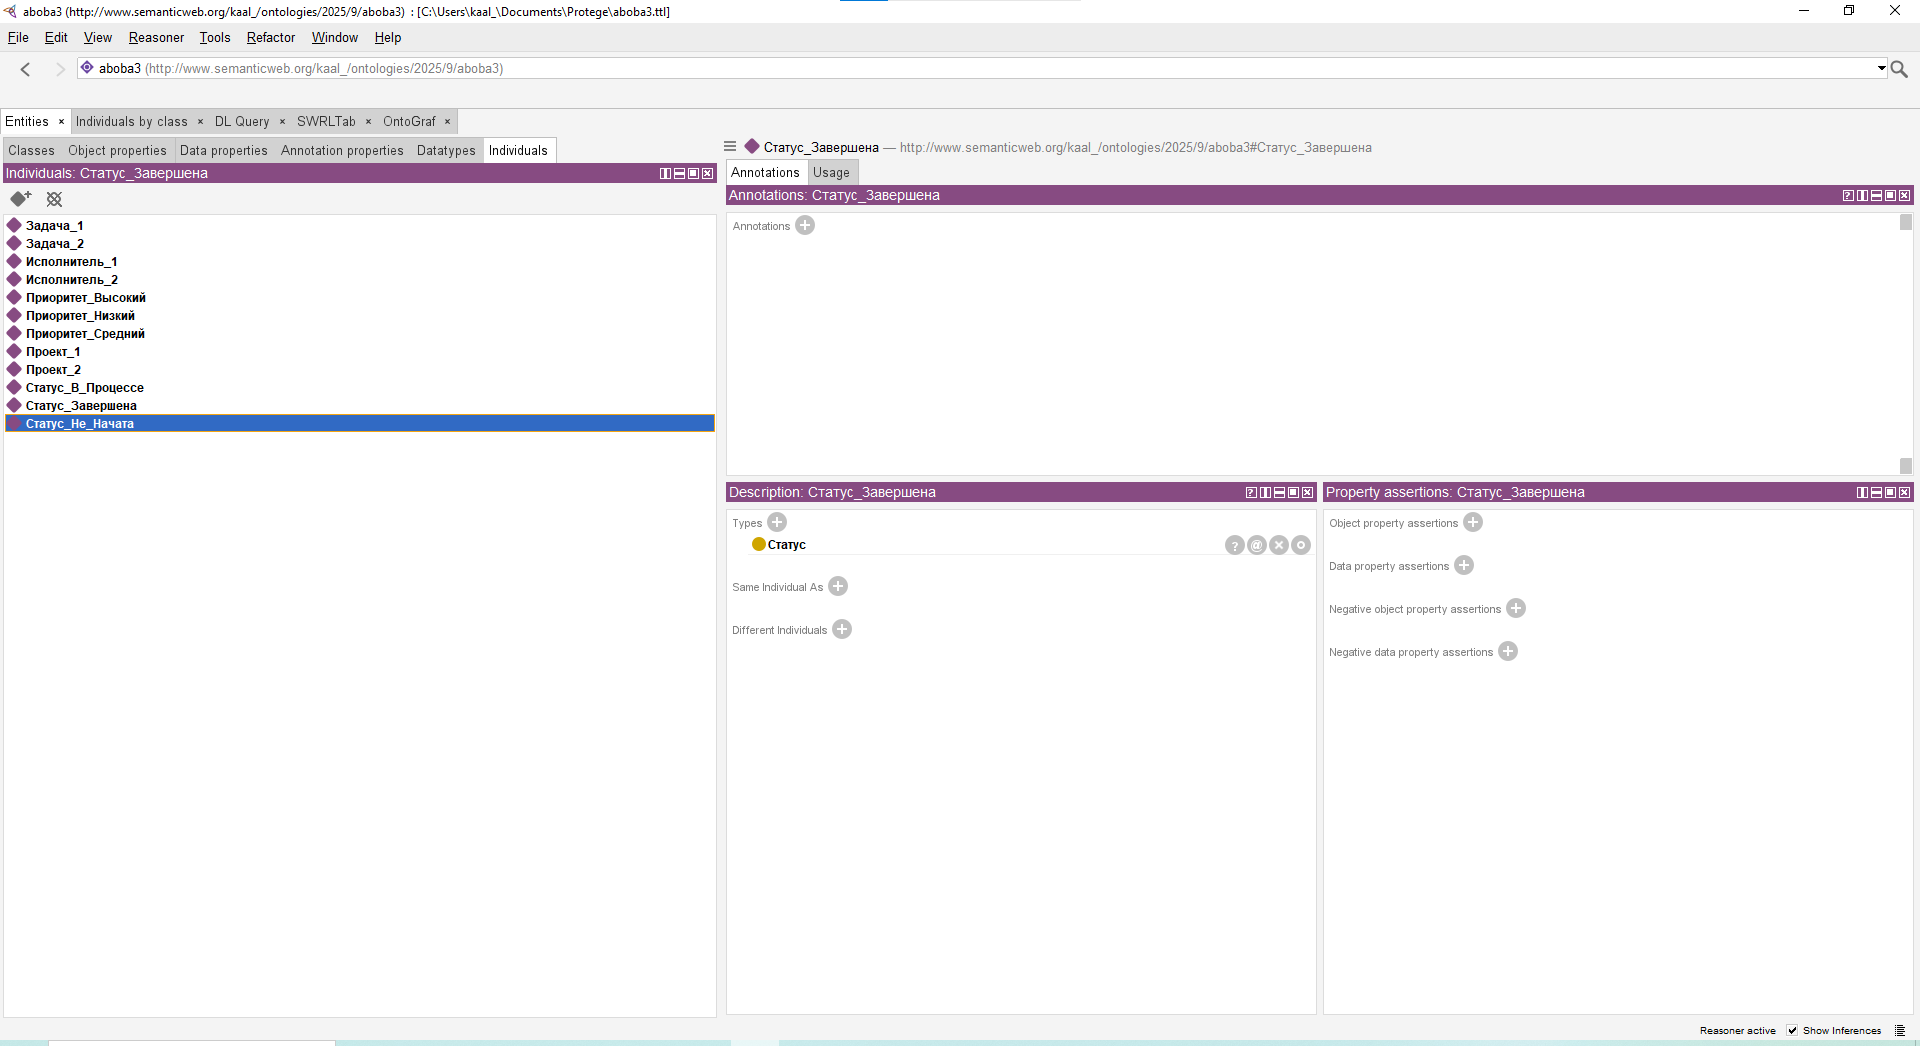 aboba3 (http://www.semanticweb.org/kaal_/ontologies/2025/9/aboba3) : [C:\Users\kaal_\Documents\Protege\aboba3.ttl]
File Edit View Reasoner Tools Refactor Window Help
aboba3 (http://www.semanticweb.org/kaal_/ontologies/2025/9/aboba3)
Entities × Individuals by class × DL Query × SWRLTab × OntoGraf ×
Classes Object properties Data properties Annotation properties Datatypes Individuals
Individuals: Статус_Завершена
Задача_1
Задача_2
Исполнитель_1
Исполнитель_2
Приоритет_Высокий
Приоритет_Низкий
Приоритет_Средний
Проект_1
Проект_2
Статус_В_Процессе
Статус_Завершена
Статус_Не_Начата
Статус_Завершена — http://www.semanticweb.org/kaal_/ontologies/2025/9/aboba3#Статус_Завершена
Annotations Usage
Annotations: Статус_Завершена
Annotations
Description: Статус_Завершена
Types
Статус
Same Individual As
Different Individuals
Property assertions: Статус_Завершена
Object property assertions
Data property assertions
Negative object property assertions
Negative data property assertions
Reasoner active Show Inferences